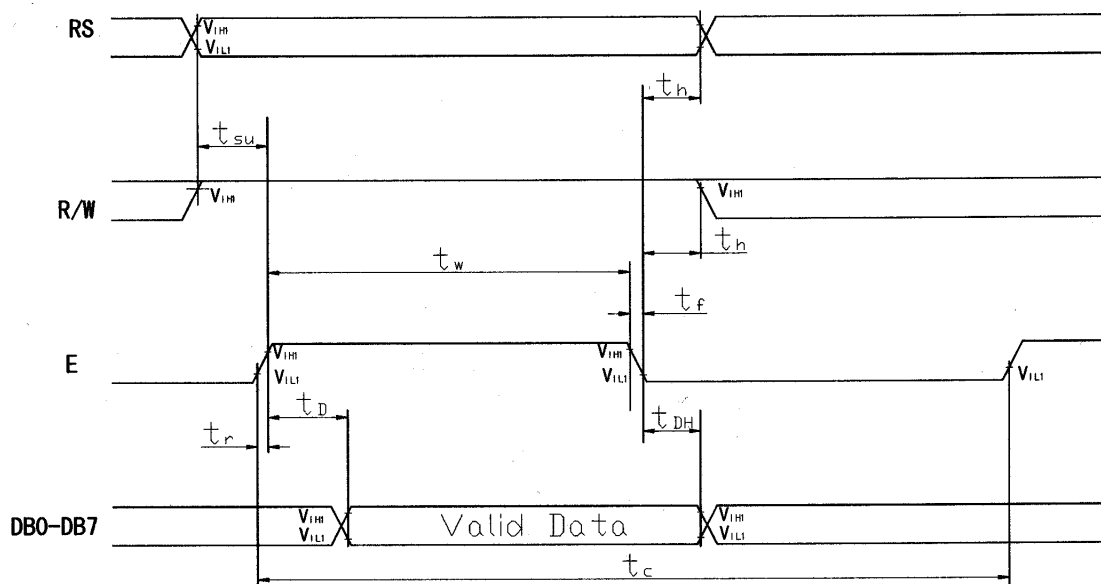 RS
VIH1
VIL1
th
tsu
R/W
VIH1
VIH1
th
tw
tf
E
VIH1
VIL1
VIH1
VIL1
VIL1
tD
tDH
tr
DB0-DB7
VIH1
VIL1
Valid Data
VIH1
VIL1
tc